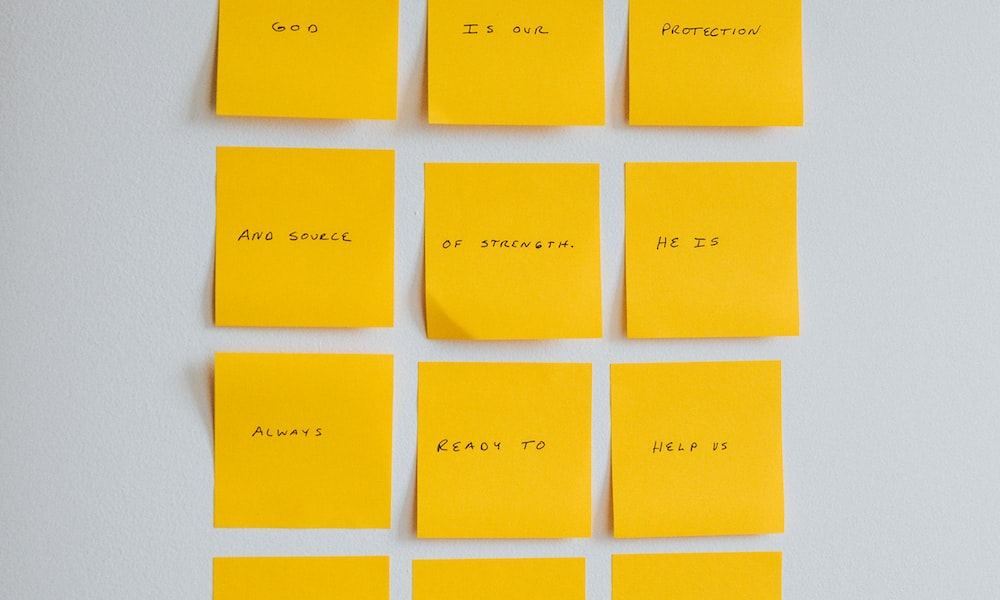 GOD IS OUR PROTECTION
AND SOURCE OF STRENGTH. HE IS
ALWAYS READY TO HELP US